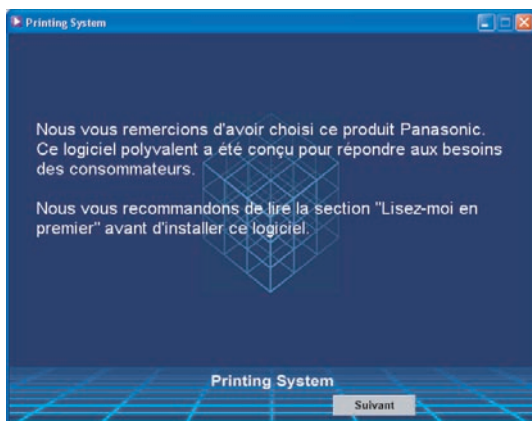 Printing System
Nous vous remercions d'avoir choisi ce produit Panasonic.
Ce logiciel polyvalent a été conçu pour répondre aux besoins
des consommateurs.
Nous vous recommandons de lire la section "Lisez-moi en
premier" avant d'installer ce logiciel.
Printing System
Suivant